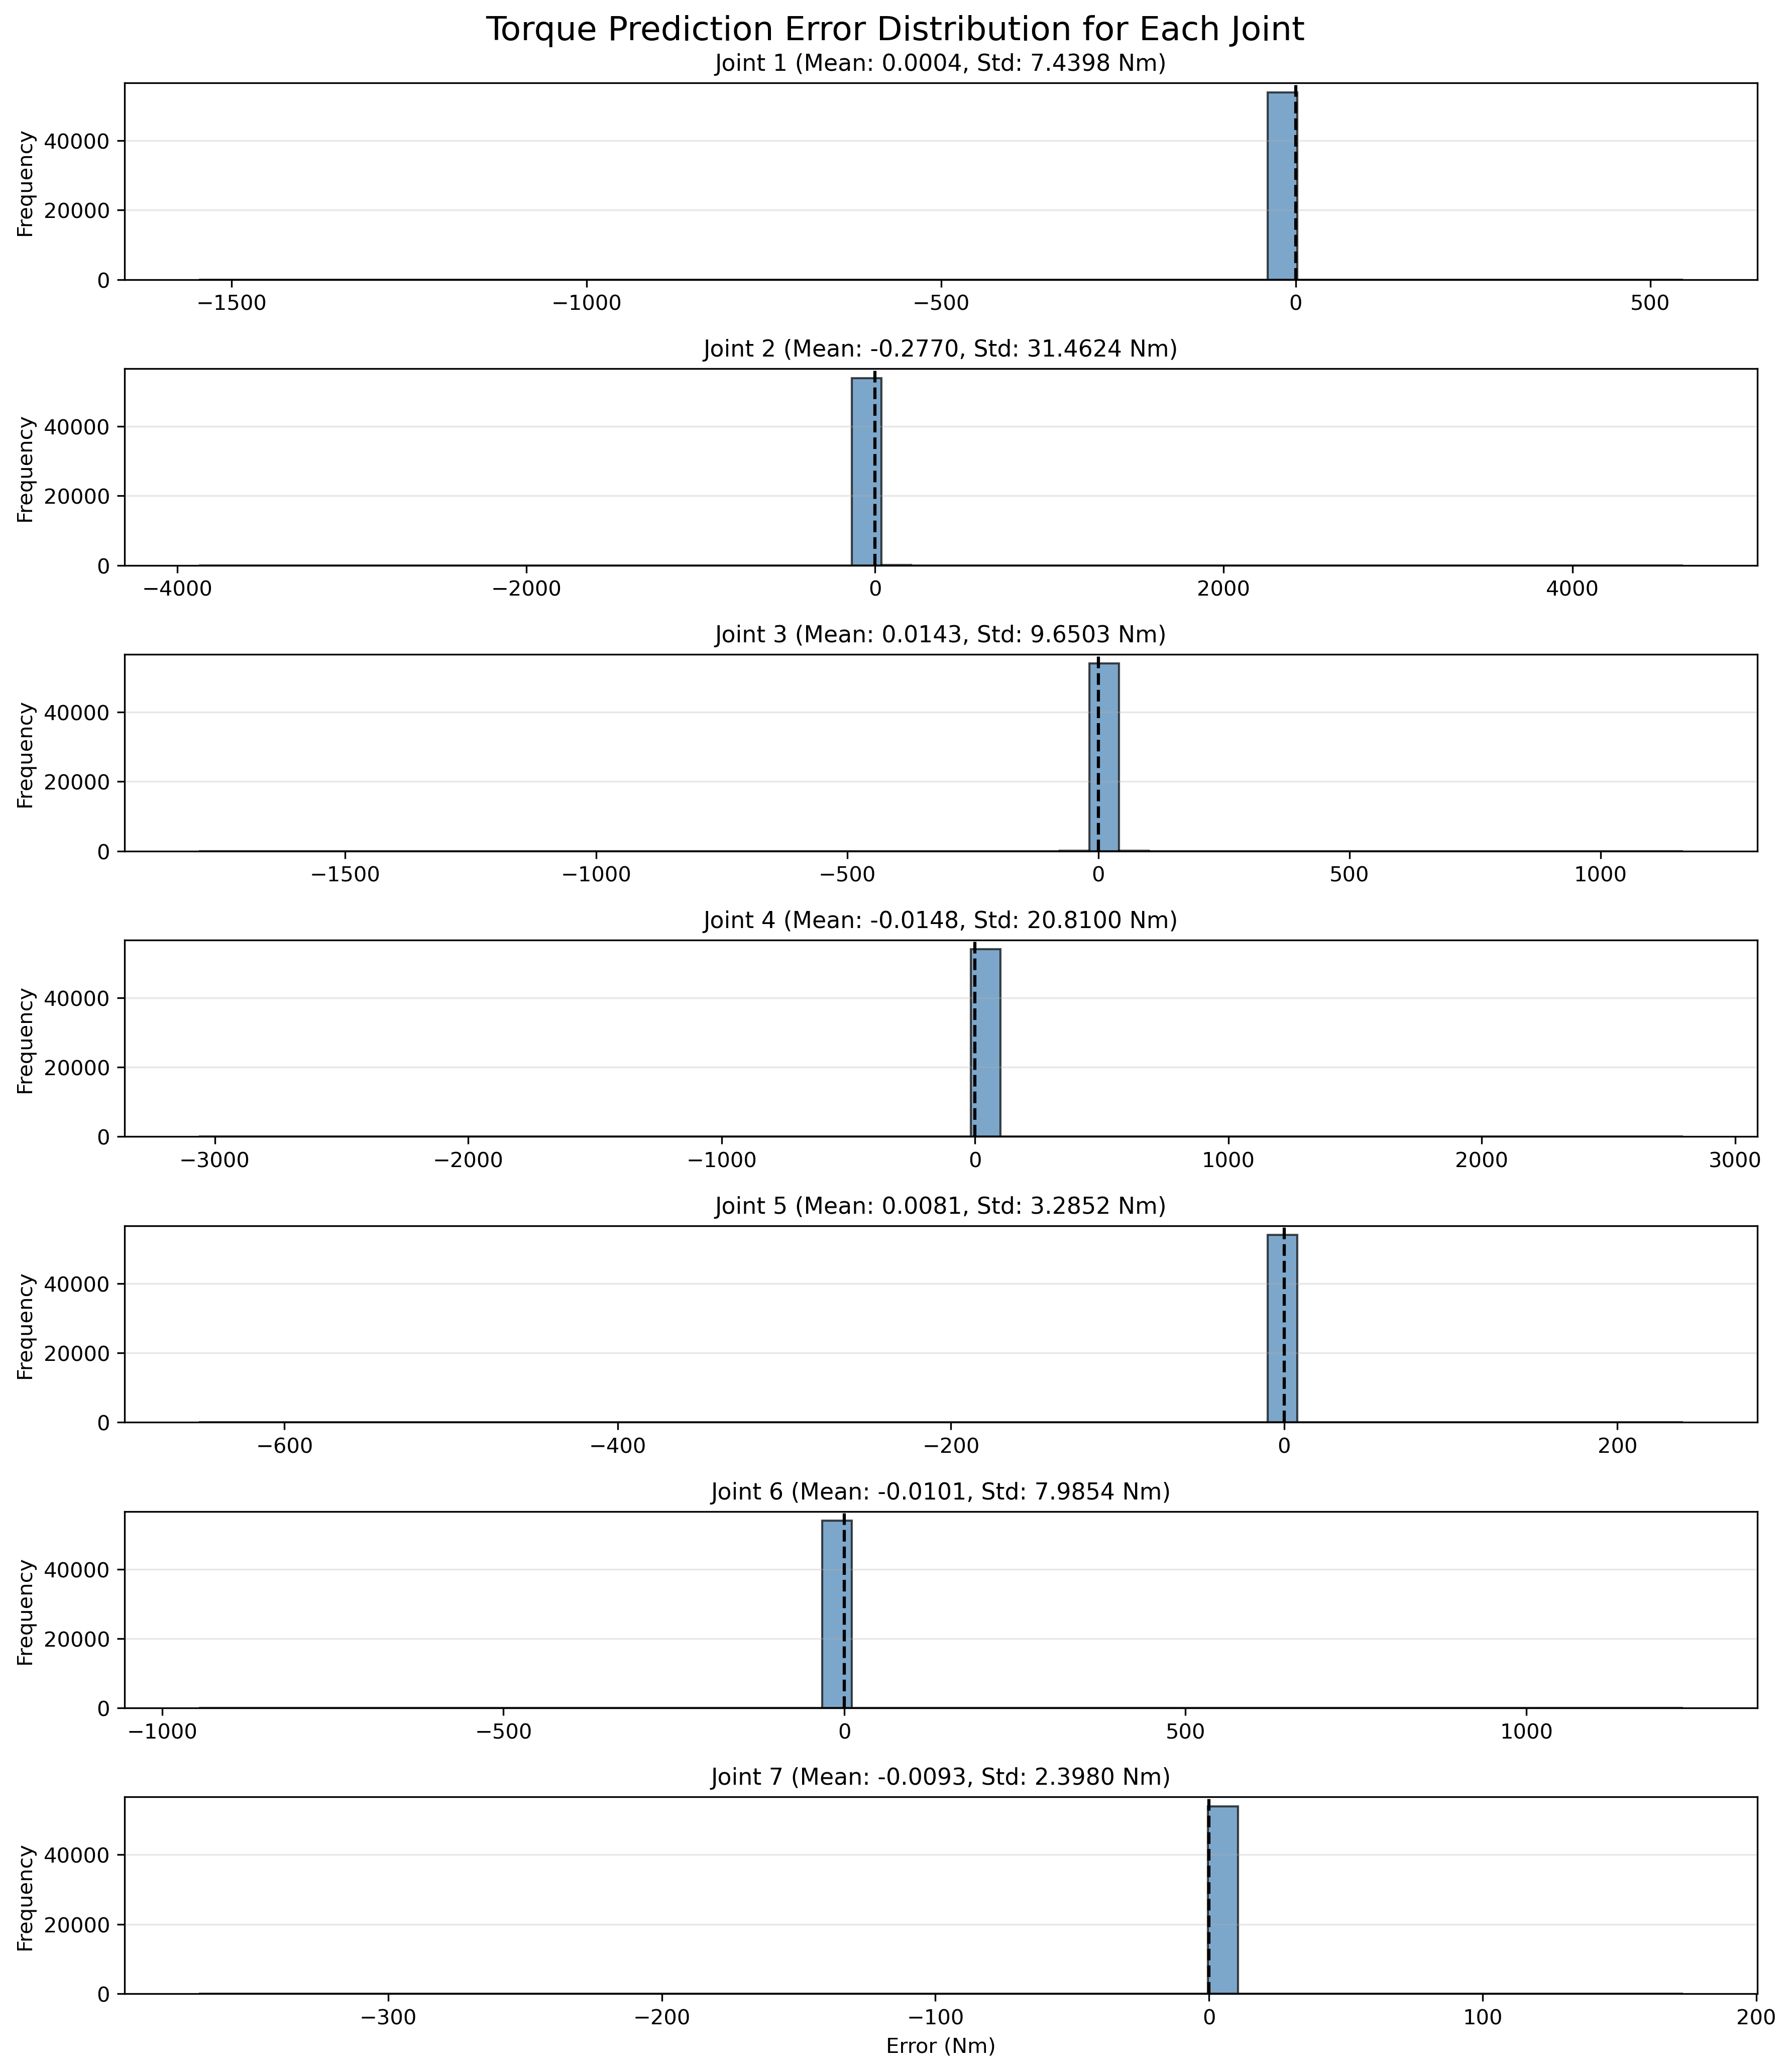 Torque Prediction Error Distribution for Each Joint
Joint 1 (Mean: 0.0004, Std: 7.4398 Nm)
Frequency
40000
20000
0
−1500 −1000 −500 0 500
Joint 2 (Mean: -0.2770, Std: 31.4624 Nm)
Frequency
40000
20000
0
−4000 −2000 0 2000 4000
Joint 3 (Mean: 0.0143, Std: 9.6503 Nm)
Frequency
40000
20000
0
−1500 −1000 −500 0 500 1000
Joint 4 (Mean: -0.0148, Std: 20.8100 Nm)
Frequency
40000
20000
0
−3000 −2000 −1000 0 1000 2000 3000
Joint 5 (Mean: 0.0081, Std: 3.2852 Nm)
Frequency
40000
20000
0
−600 −400 −200 0 200
Joint 6 (Mean: -0.0101, Std: 7.9854 Nm)
Frequency
40000
20000
0
−1000 −500 0 500 1000
Joint 7 (Mean: -0.0093, Std: 2.3980 Nm)
Frequency
40000
20000
0
−300 −200 −100 0 100 200
Error (Nm)